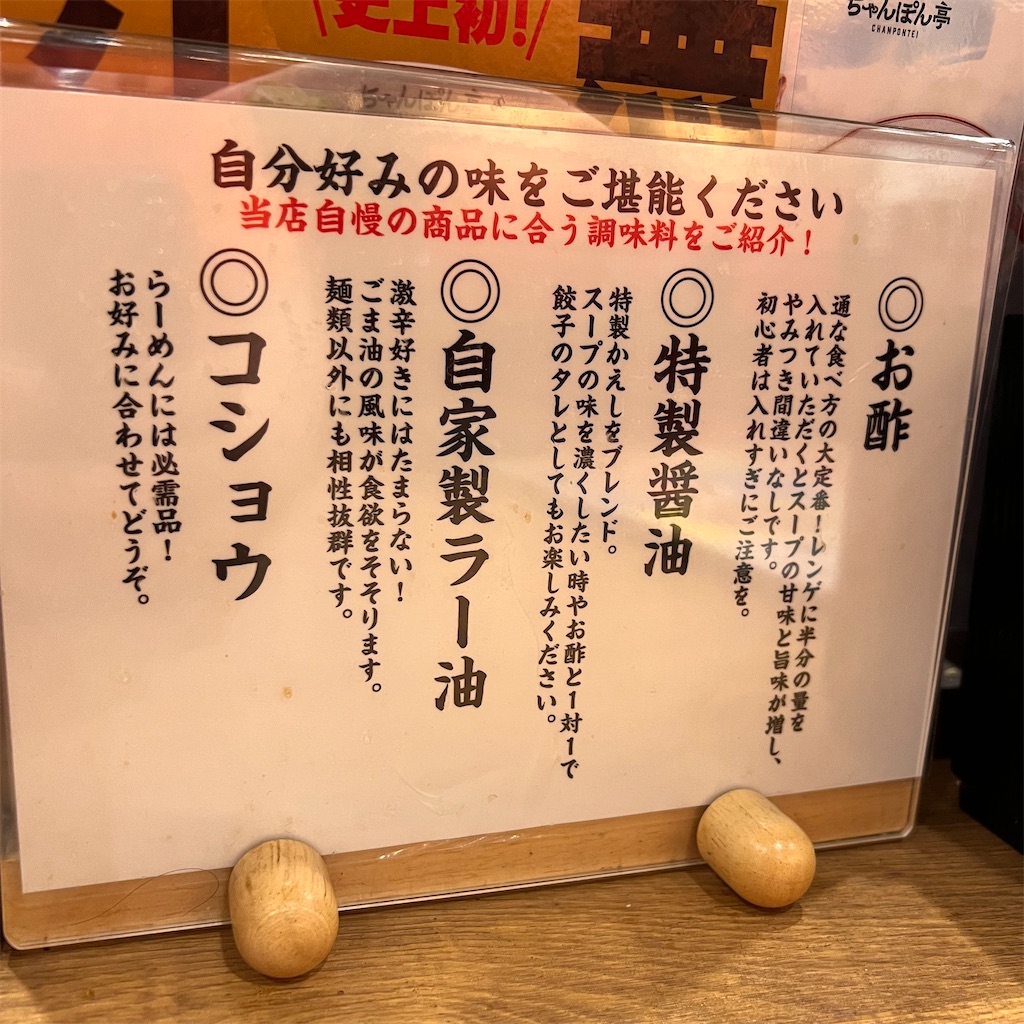 史上初!
ちゃんぽん亭
CHANPONTEI
ちゃんぽん亭
自分好みの味をご堪能ください
当店自慢の商品に合う調味料をご紹介！
◎お酢
通な食べ方の大定番！レンゲに半分の量を
入れていただくとスープの甘味と旨味が増し、
やみつき間違いなしです。
初心者は入れすぎにご注意を。
◎特製醤油
特製かえしをブレンド。
スープの味を濃くしたい時やお酢と1対1で
餃子のタレとしてもお楽しみください。
◎自家製ラー油
激辛好きにはたまらない！
ごま油の風味が食欲をそそります。
麺類以外にも相性抜群です。
◎コショウ
らーめんには必需品！
お好みに合わせてどうぞ。